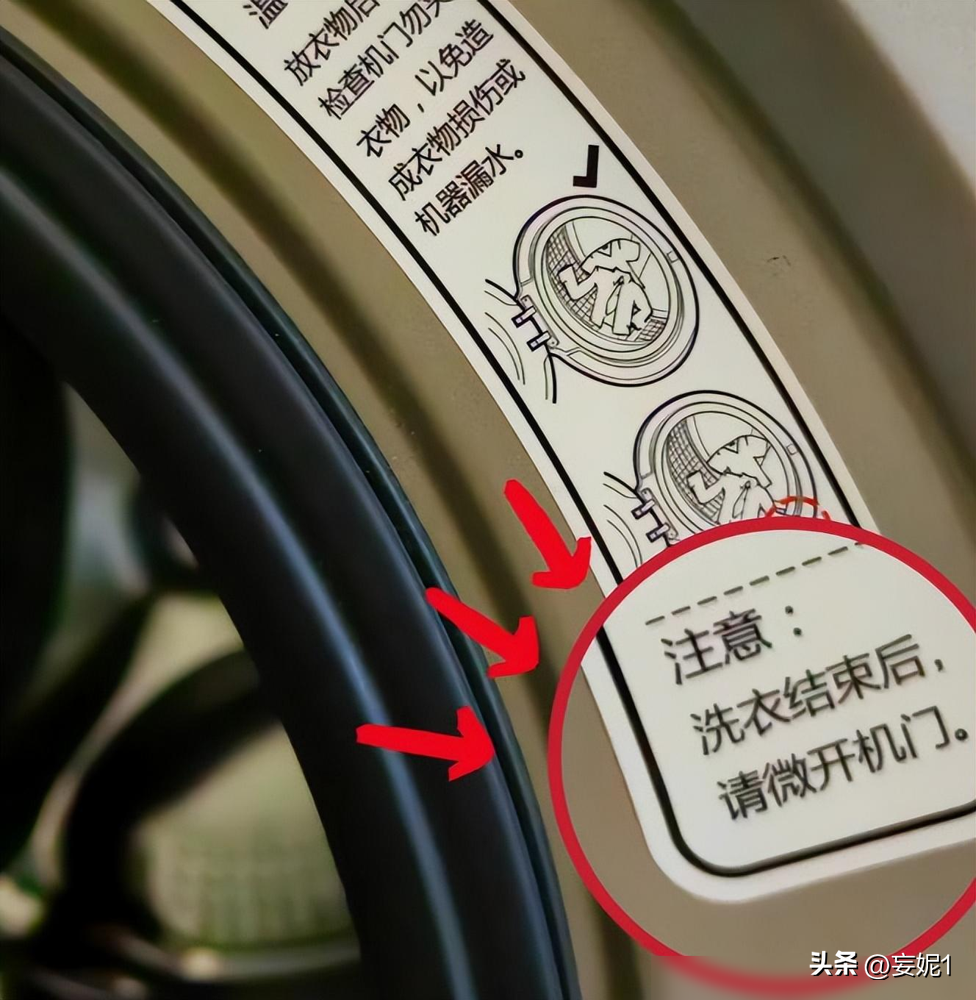 温
放衣物后
检查机门勿夹
衣物，以免造
成衣物损伤或
机器漏水。
注意：
洗衣结束后，
请微开机门。
头条 @妄妮1